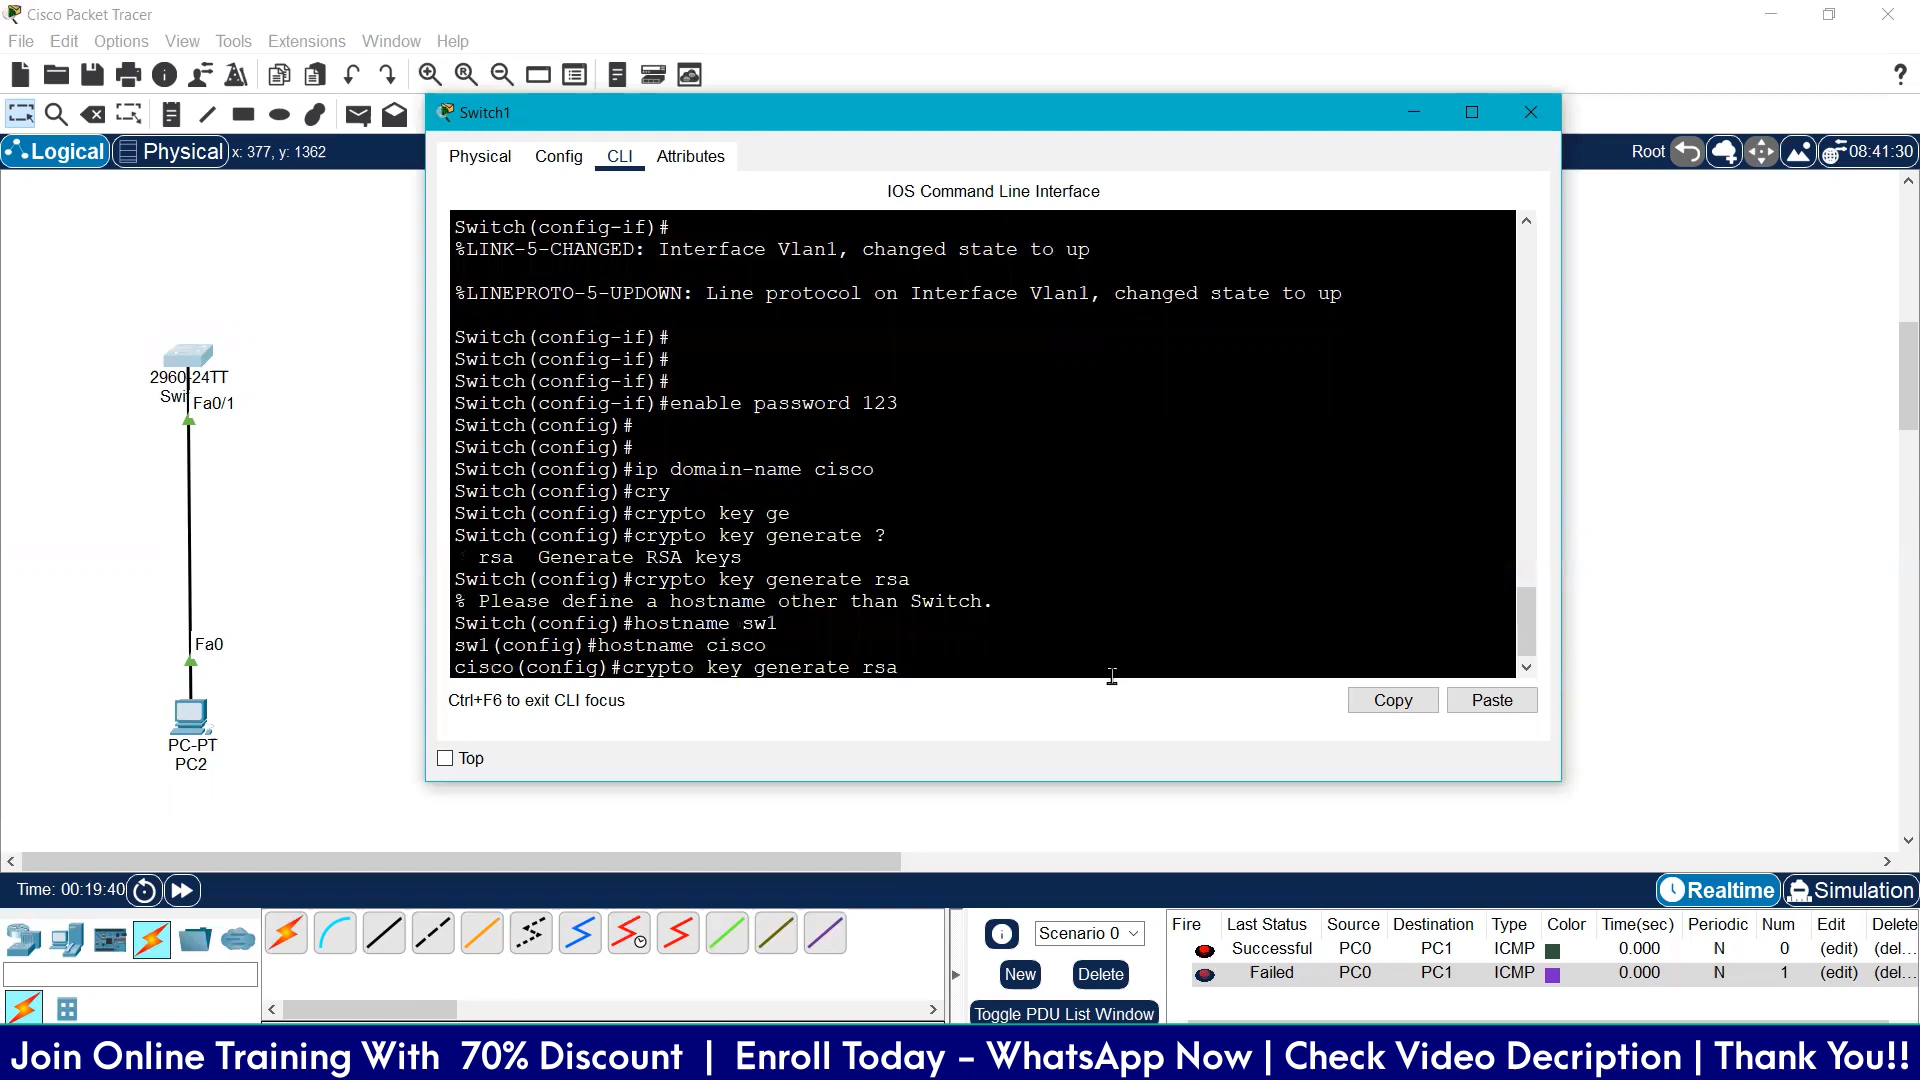 Cisco Packet Tracer
File Edit Options View Tools Extensions Window Help
?
Switch1
Logical Physical x: 377, y: 1362
Root 08:41:30
Physical Config CLI Attributes
IOS Command Line Interface
Switch(config-if)#
%LINK-5-CHANGED: Interface Vlan1, changed state to up
%LINEPROTO-5-UPDOWN: Line protocol on Interface Vlan1, changed state to up
Switch(config-if)#
Switch(config-if)#
Switch(config-if)#
Switch(config-if)#enable password 123
Switch(config)#
Switch(config)#
Switch(config)#ip domain-name cisco
Switch(config)#cry
Switch(config)#crypto key ge
Switch(config)#crypto key generate ?
rsa Generate RSA keys
Switch(config)#crypto key generate rsa
% Please define a hostname other than Switch.
Switch(config)#hostname sw1
sw1(config)#hostname cisco
cisco(config)#crypto key generate rsa
Ctrl+F6 to exit CLI focus
Copy Paste
Top
2960-24TT
Swi
Fa0/1
Fa0
PC-PT
PC2
Time: 00:19:40
Realtime Simulation
Scenario 0
New Delete
Toggle PDU List Window
Fire Last Status Source Destination Type Color Time(sec) Periodic Num Edit Delete
Successful PC0 PC1 ICMP 0.000 N 0 (edit) (del...
Failed PC0 PC1 ICMP 0.000 N 1 (edit) (del...
Join Online Training With 70% Discount | Enroll Today – WhatsApp Now | Check Video Decription | Thank You!!